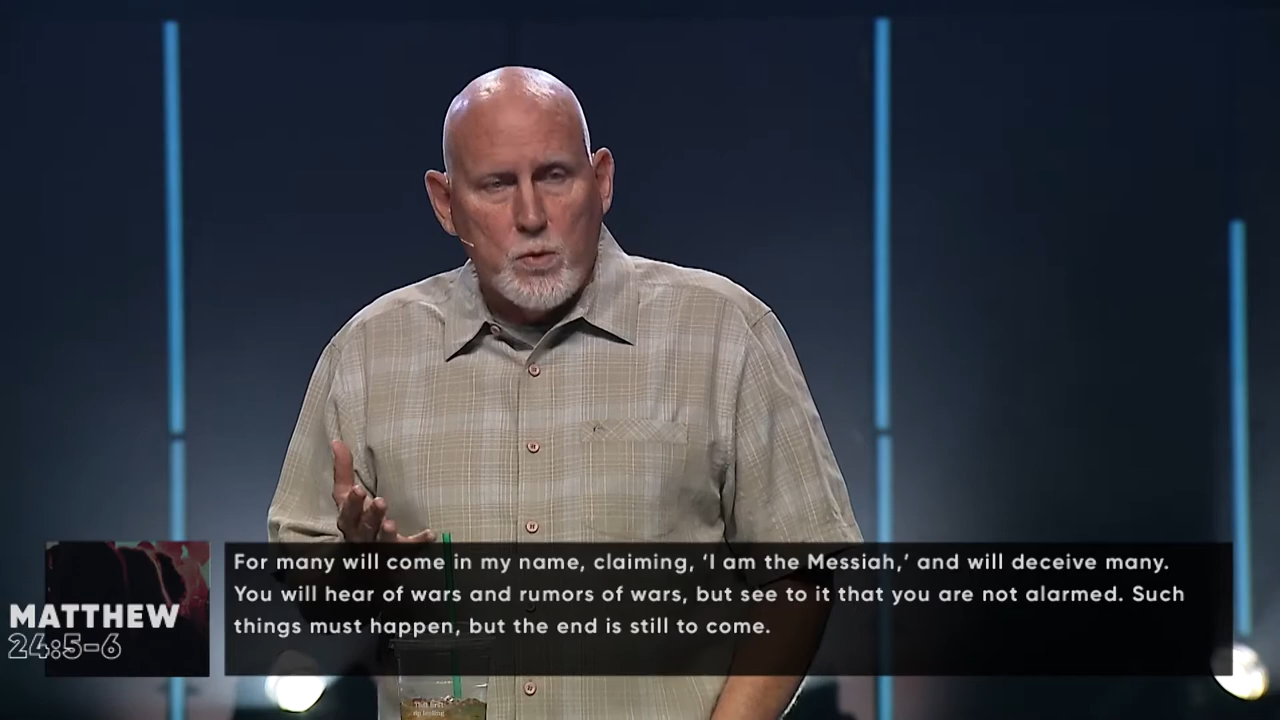 For many will come in my name, claiming, ‘I am the Messiah,’ and will deceive many.
You will hear of wars and rumors of wars, but see to it that you are not alarmed. Such
things must happen, but the end is still to come.
MATTHEW
24:5-6